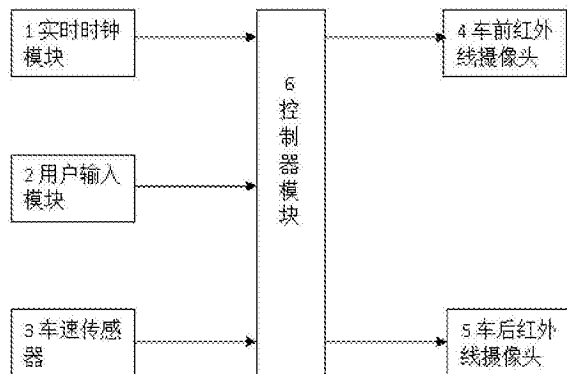 1 实时时钟
模块
2 用户输入
模块
3 车速传感
器
6
控
制
器
模
块
4 车前红外
线摄像头
5 车后红外
线摄像头